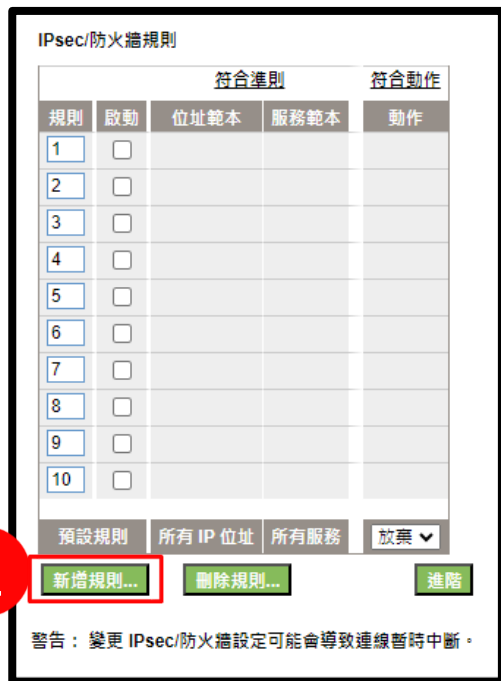 IPsec/防火牆規則
符合準則 符合動作
規則 啟動 位址範本 服務範本 動作
1
2
3
4
5
6
7
8
9
10
預設規則 所有 IP 位址 所有服務 放棄
新增規則... 刪除規則... 進階
警告： 變更 IPsec/防火牆設定可能會導致連線暫時中斷。